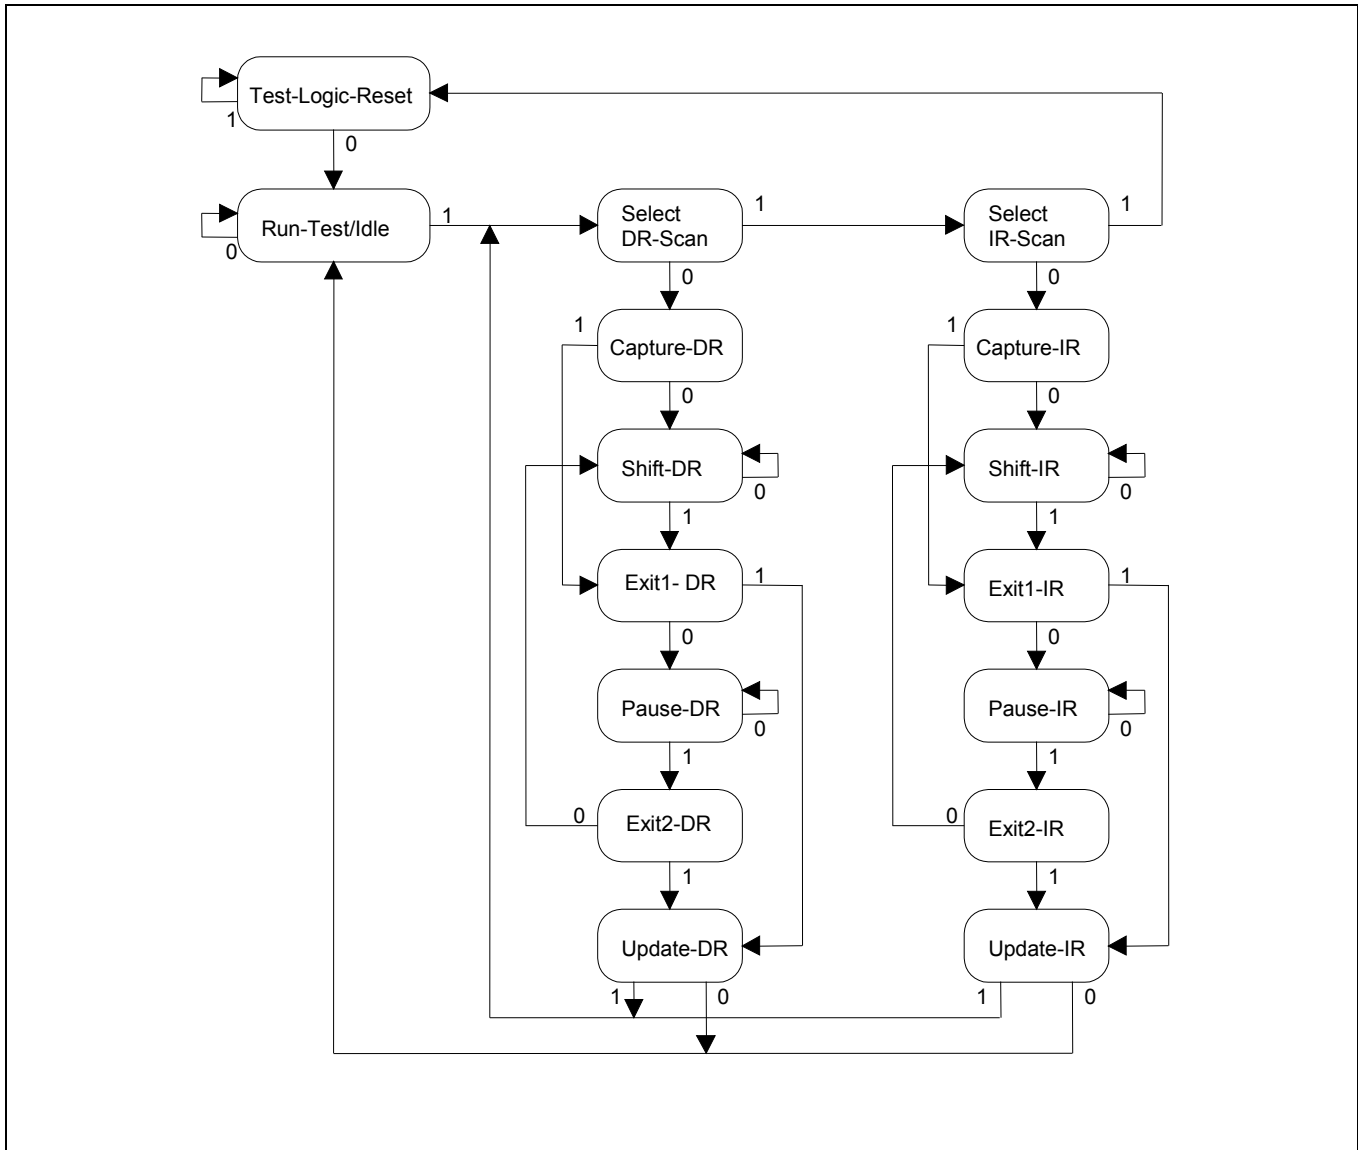 Test-Logic-Reset
1
0
Run-Test/Idle
0
1
Select
DR-Scan
1
0
Select
IR-Scan
1
0
1
Capture-DR
0
1
Capture-IR
0
Shift-DR
0
1
Shift-IR
0
1
Exit1- DR
1
0
Exit1-IR
1
0
Pause-DR
0
1
Pause-IR
0
1
0
Exit2-DR
1
0
Exit2-IR
1
Update-DR
1
0
Update-IR
1
0